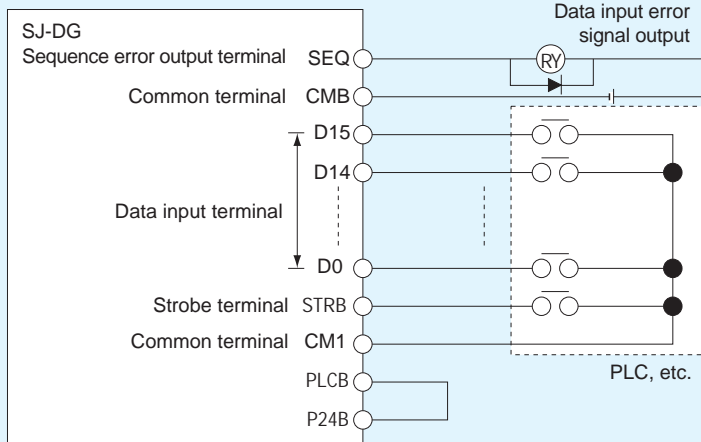 Data input error
signal output
SJ-DG
Sequence error output terminal SEQ
RY
Common terminal CMB
D15
D14
Data input terminal
D0
Strobe terminal STRB
Common terminal CM1
PLC, etc.
PLCB
P24B